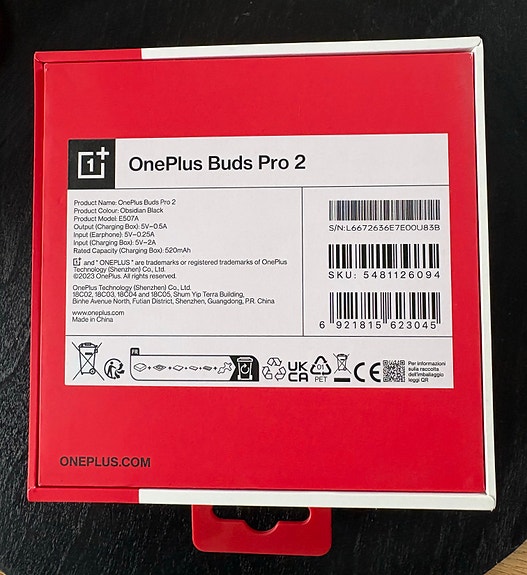 1+
OnePlus Buds Pro 2
Product Name: OnePlus Buds Pro 2
Product Colour: Obsidian Black
Product Model: E507A
Output (Charging Box): 5V⎓0.5A
Input (Earphone): 5V⎓0.25A
Input (Charging Box): 5V⎓2A
Rated Capacity (Charging Box): 520mAh
and "ONEPLUS" are trademarks or registered trademarks of OnePlus
Technology (Shenzhen) Co., Ltd.
©2023 OnePlus. All rights reserved.
OnePlus Technology (Shenzhen) Co., Ltd.
18C02, 18C03, 18C04 and 18C05, Shum Yip Terra Building,
Binhe Avenue North, Futian District, Shenzhen, Guangdong, P.R. China
www.oneplus.com
Made in China
S/N:L6672636E7E00U83B
SKU: 5481126094
6 921815 623045
FR
UK
CA
01
PET
CE
Per informazioni
sulla raccolta
dell'imballaggio
leggi QR
ONEPLUS.COM